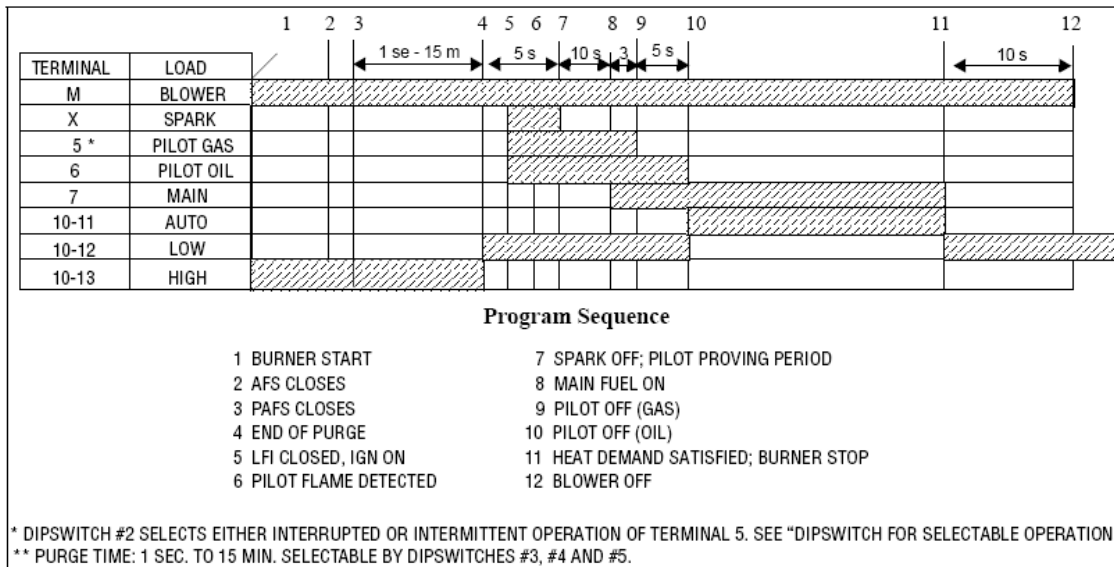 1 2 3 4 5 6 7 8 9 10 11 12
1 se - 15 m 5 s 10 s 3 5 s 10 s
TERMINAL LOAD
M BLOWER
X SPARK
5 * PILOT GAS
6 PILOT OIL
7 MAIN
10-11 AUTO
10-12 LOW
10-13 HIGH
Program Sequence
1 BURNER START
2 AFS CLOSES
3 PAFS CLOSES
4 END OF PURGE
5 LFI CLOSED, IGN ON
6 PILOT FLAME DETECTED
7 SPARK OFF; PILOT PROVING PERIOD
8 MAIN FUEL ON
9 PILOT OFF (GAS)
10 PILOT OFF (OIL)
11 HEAT DEMAND SATISFIED; BURNER STOP
12 BLOWER OFF
* DIPSWITCH #2 SELECTS EITHER INTERRUPTED OR INTERMITTENT OPERATION OF TERMINAL 5. SEE “DIPSWITCH FOR SELECTABLE OPERATION
** PURGE TIME: 1 SEC. TO 15 MIN. SELECTABLE BY DIPSWITCHES #3, #4 AND #5.